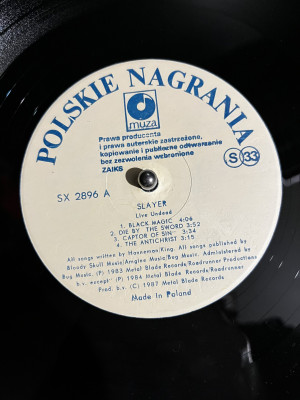 POLSKIE NAGRANIA
muza
Prawa producenta
i prawa autorskie zastrzeżone,
kopiowanie i publiczne odtwarzanie
bez zezwolenia wzbronione
ZAIKS
S 33
SX 2896 A
SLAYER
Live Undead
1. BLACK MAGIC 4:06
2. DIE BY THE SWORD 3:52
3. CAPTOR OF SIN 3:34
4. THE ANTICHRIST 3:15
All songs written by Hanneman/King. All songs published by
Bloody Skull Music/Amgine Music/Bug Music. Administered by
Bug Music. (P) 1983 Metal Blade Records/Roadrunner Productions
b.v. except (P) 1984 Metal Blade Records/Roadrunner
Prod. b.v. (C) 1987 Metal Blade Records
Made in Poland